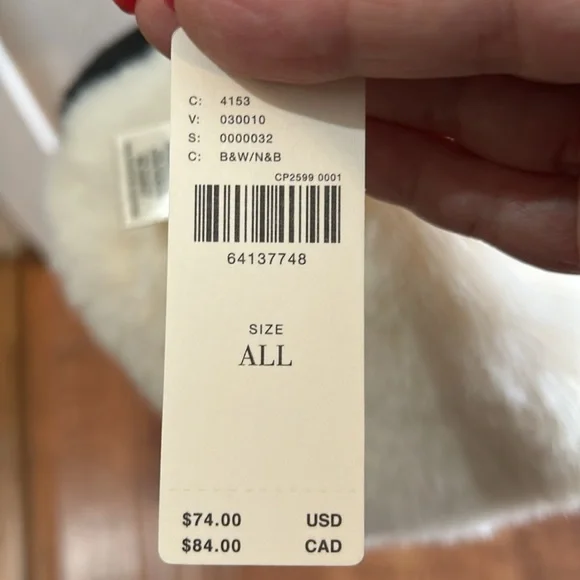 C: 4153
V: 030010
S: 0000032
C: B&W/N&B
CP2599 0001
64137748
SIZE
ALL
$74.00 USD
$84.00 CAD